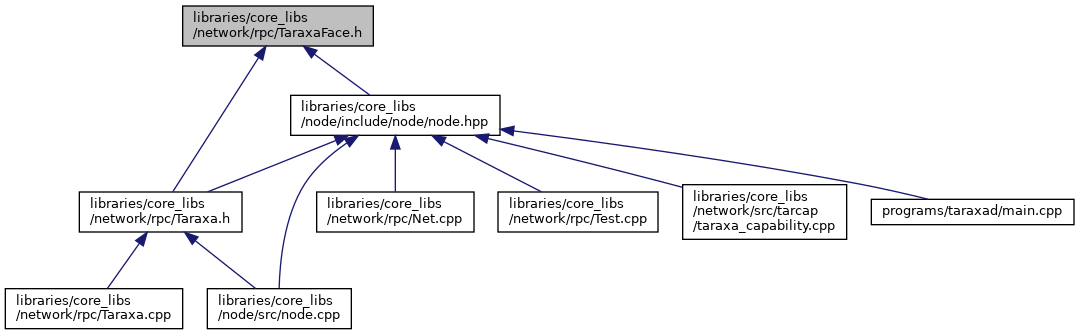 libraries/core_libs
/network/rpc/TaraxaFace.h
libraries/core_libs
/node/include/node/node.hpp
libraries/core_libs
/network/rpc/Taraxa.h
libraries/core_libs
/network/rpc/Net.cpp
libraries/core_libs
/network/rpc/Test.cpp
libraries/core_libs
/network/src/tarcap
/taraxa_capability.cpp
programs/taraxad/main.cpp
libraries/core_libs
/network/rpc/Taraxa.cpp
libraries/core_libs
/node/src/node.cpp